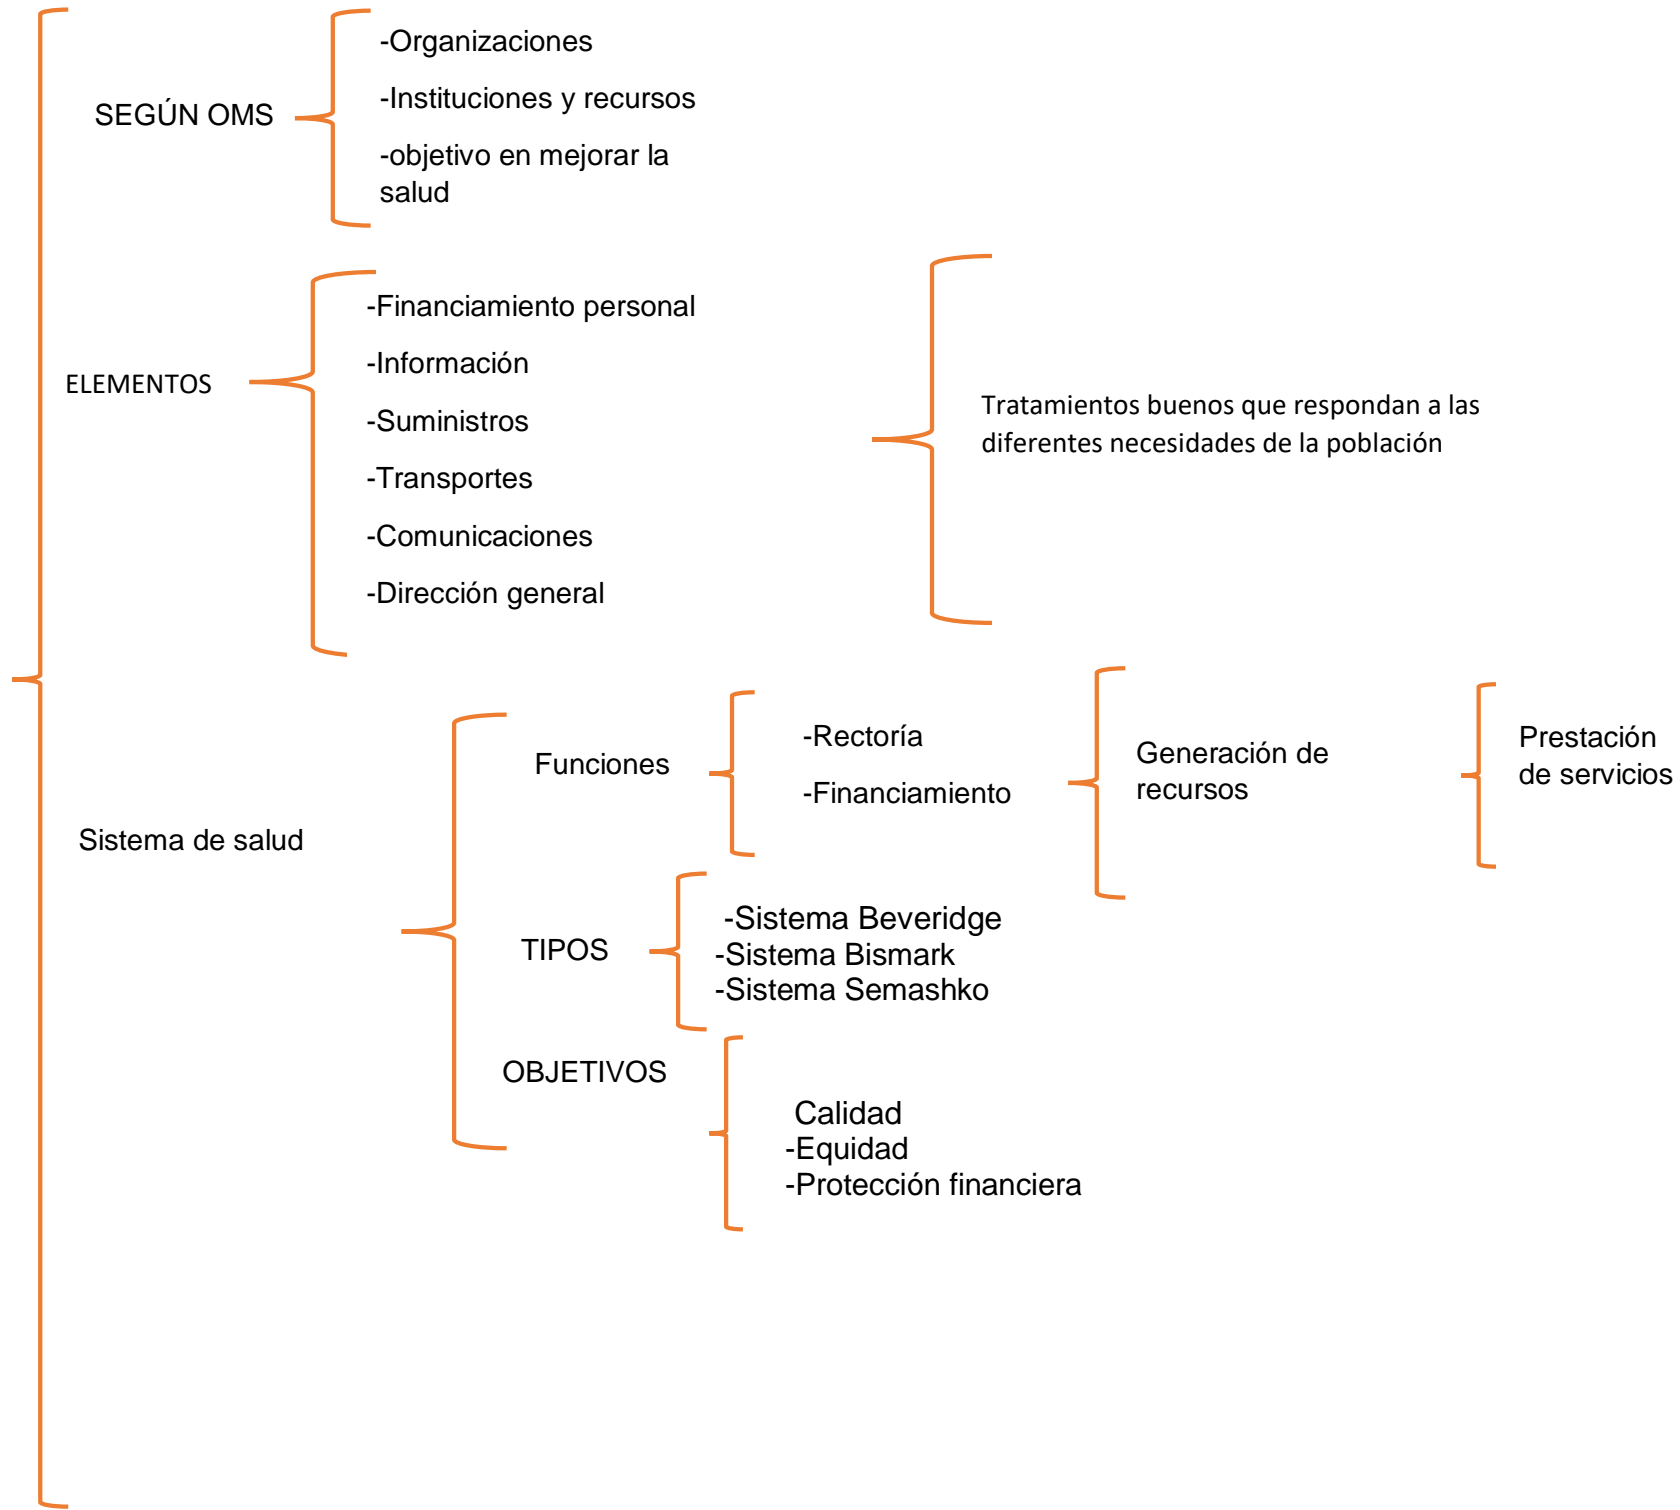 SEGÚN OMS
-Organizaciones
-Instituciones y recursos
-objetivo en mejorar la
salud
ELEMENTOS
-Financiamiento personal
-Información
-Suministros
-Transportes
-Comunicaciones
-Dirección general
Tratamientos buenos que respondan a las
diferentes necesidades de la población
Sistema de salud
Funciones
-Rectoría
-Financiamiento
Generación de
recursos
Prestación
de servicios
TIPOS
-Sistema Beveridge
-Sistema Bismark
-Sistema Semashko
OBJETIVOS
Calidad
-Equidad
-Protección financiera